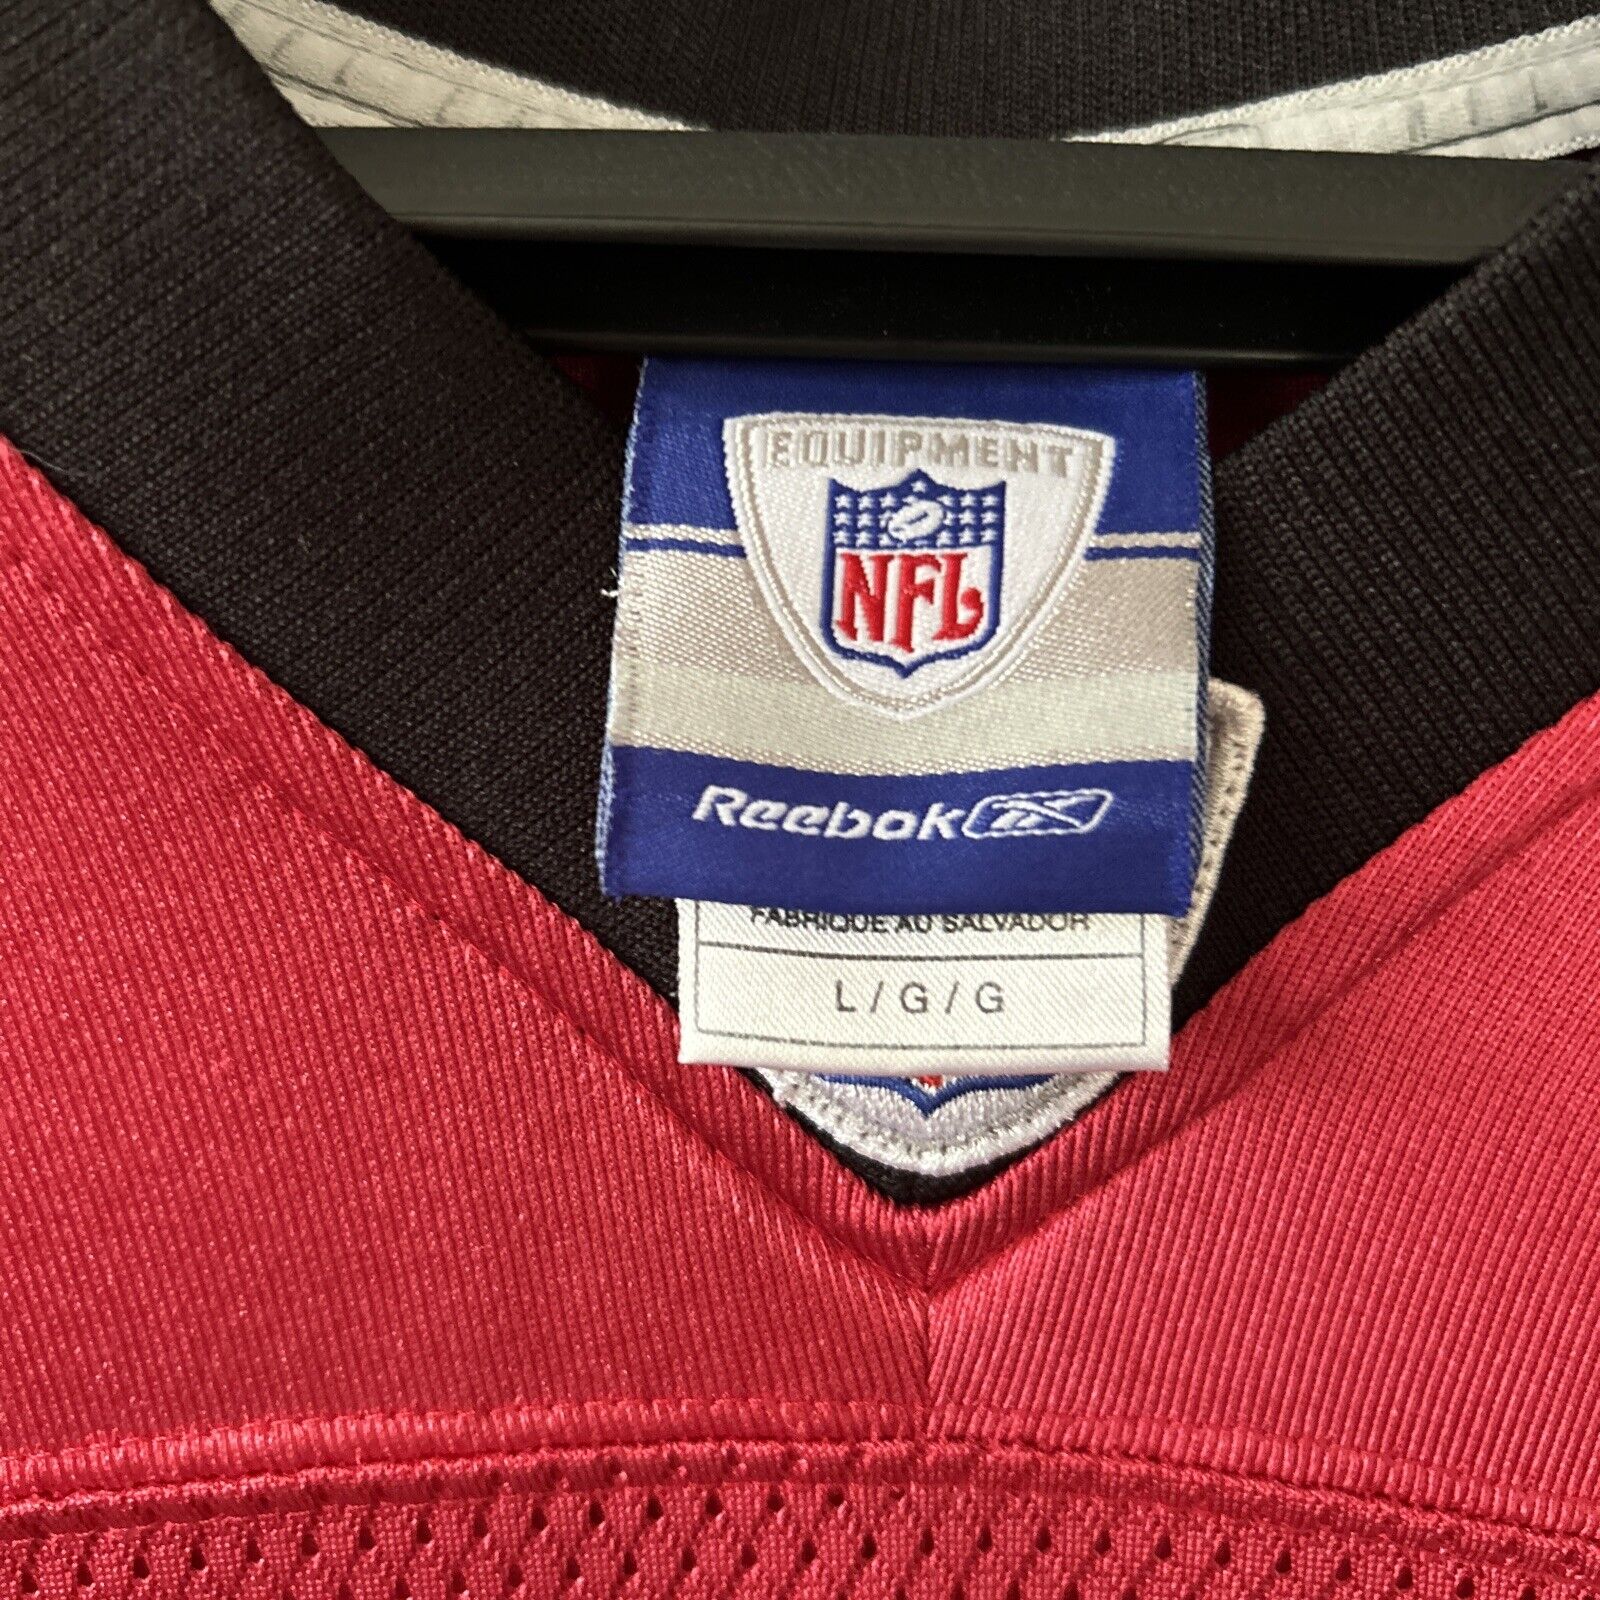 EQUIPMENT
NFL
Reebok
FABRIQUE AU SALVADOR
L / G / G